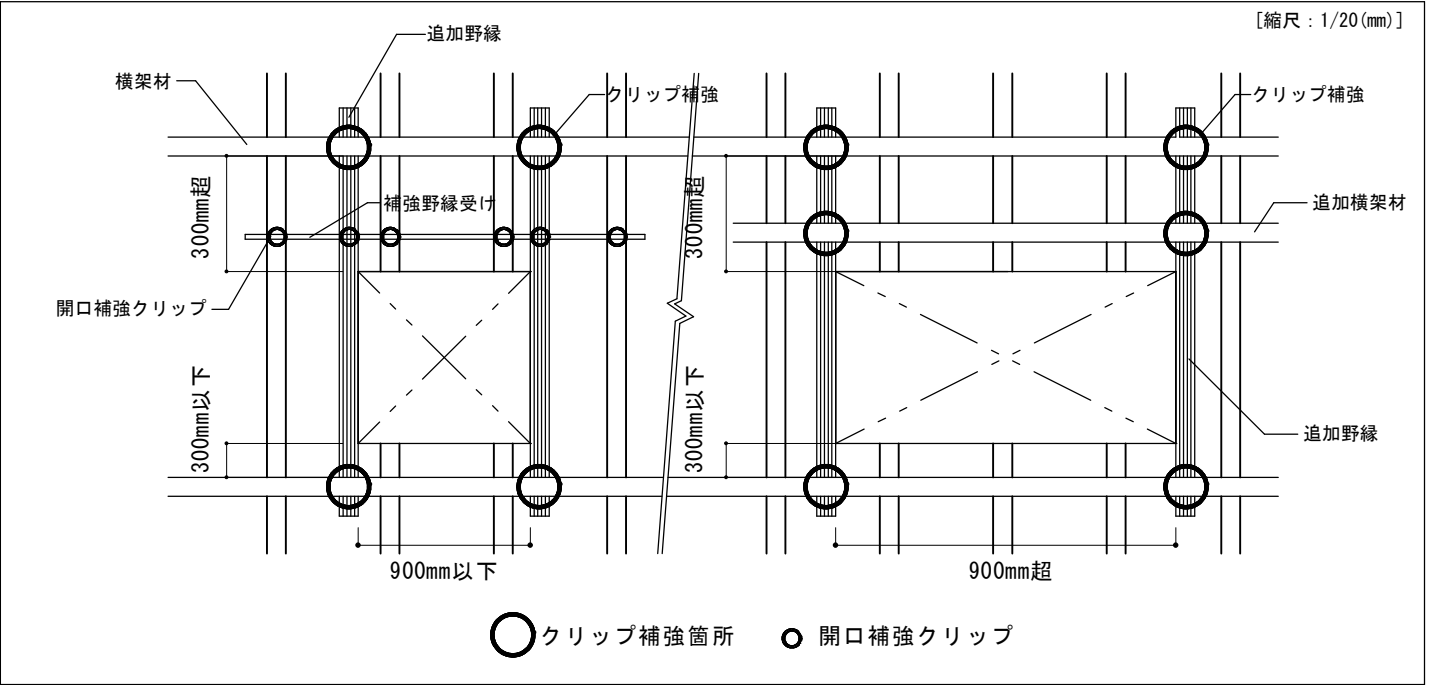 [縮尺：1/20(mm)]
追加野縁
横架材
クリップ補強
クリップ補強
300mm超
補強野縁受け
300mm超
追加横架材
開口補強クリップ
300mm以下
300mm以下
追加野縁
900mm以下
900mm超
クリップ補強箇所
開口補強クリップ